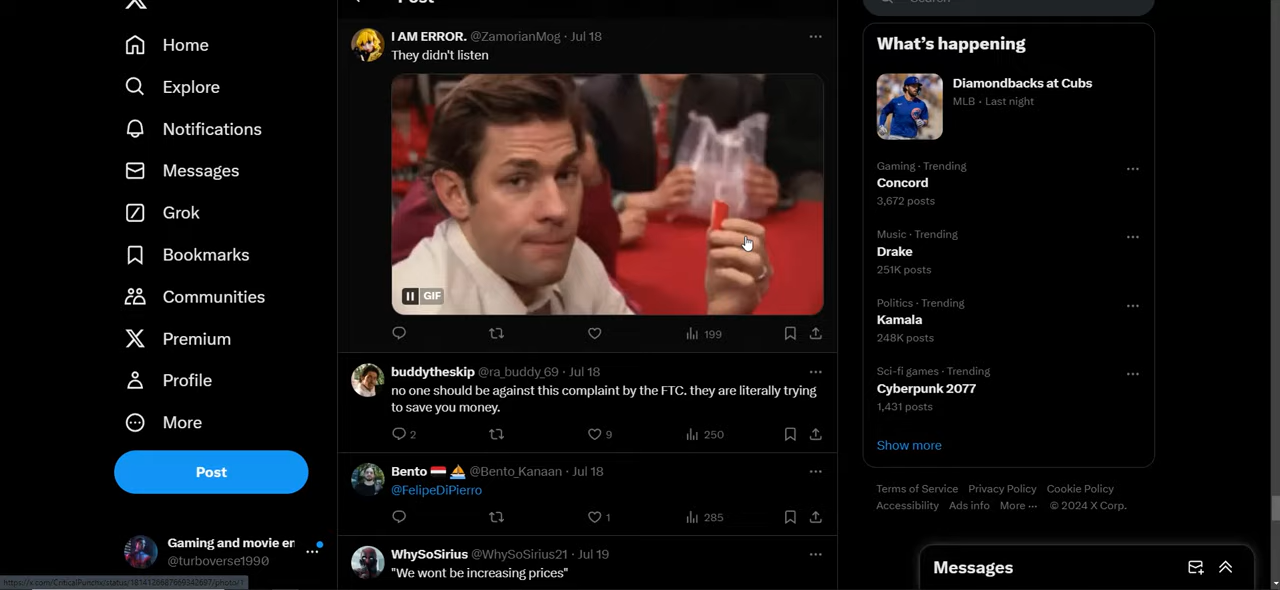 Home
Explore
Notifications
Messages
Grok
Bookmarks
Communities
Premium
Profile
More
Post
Gaming and movie er
@turboverse1990
Post
I AM ERROR. @ZamorianMog · Jul 18
They didn't listen
GIF
199
buddytheskip @ra_buddy_69 · Jul 18
no one should be against this complaint by the FTC. they are literally trying
to save you money.
2 9 250
Bento @Bento_Kanaan · Jul 18
@FelipeDiPierro
1 285
WhySoSirius @WhySoSirius21 · Jul 19
"We wont be increasing prices"
Search
What's happening
Diamondbacks at Cubs
MLB · Last night
Gaming · Trending
Concord
3,672 posts
Music · Trending
Drake
251K posts
Politics · Trending
Kamala
248K posts
Sci-fi games · Trending
Cyberpunk 2077
1,431 posts
Show more
Terms of Service Privacy Policy Cookie Policy
Accessibility Ads info More ··· © 2024 X Corp.
Messages